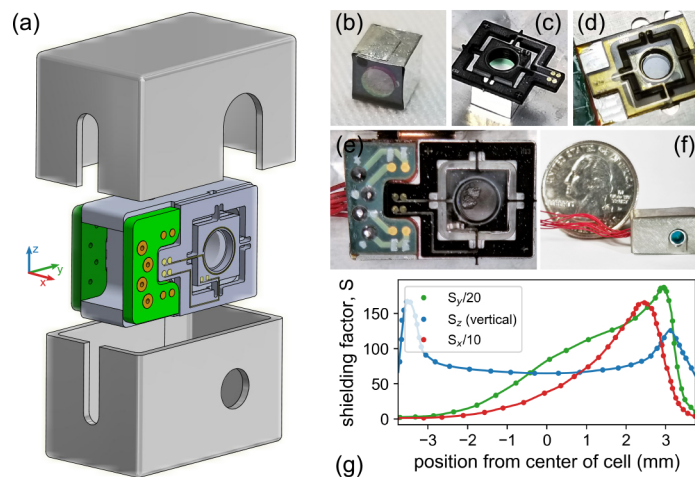 (a)
(b)
(c)
(d)
z
y
x
(e)
(f)
shielding factor, S
150
100
50
0
S_y/20
S_z (vertical)
S_x/10
−3 −2 −1 0 1 2 3
position from center of cell (mm)
(g)